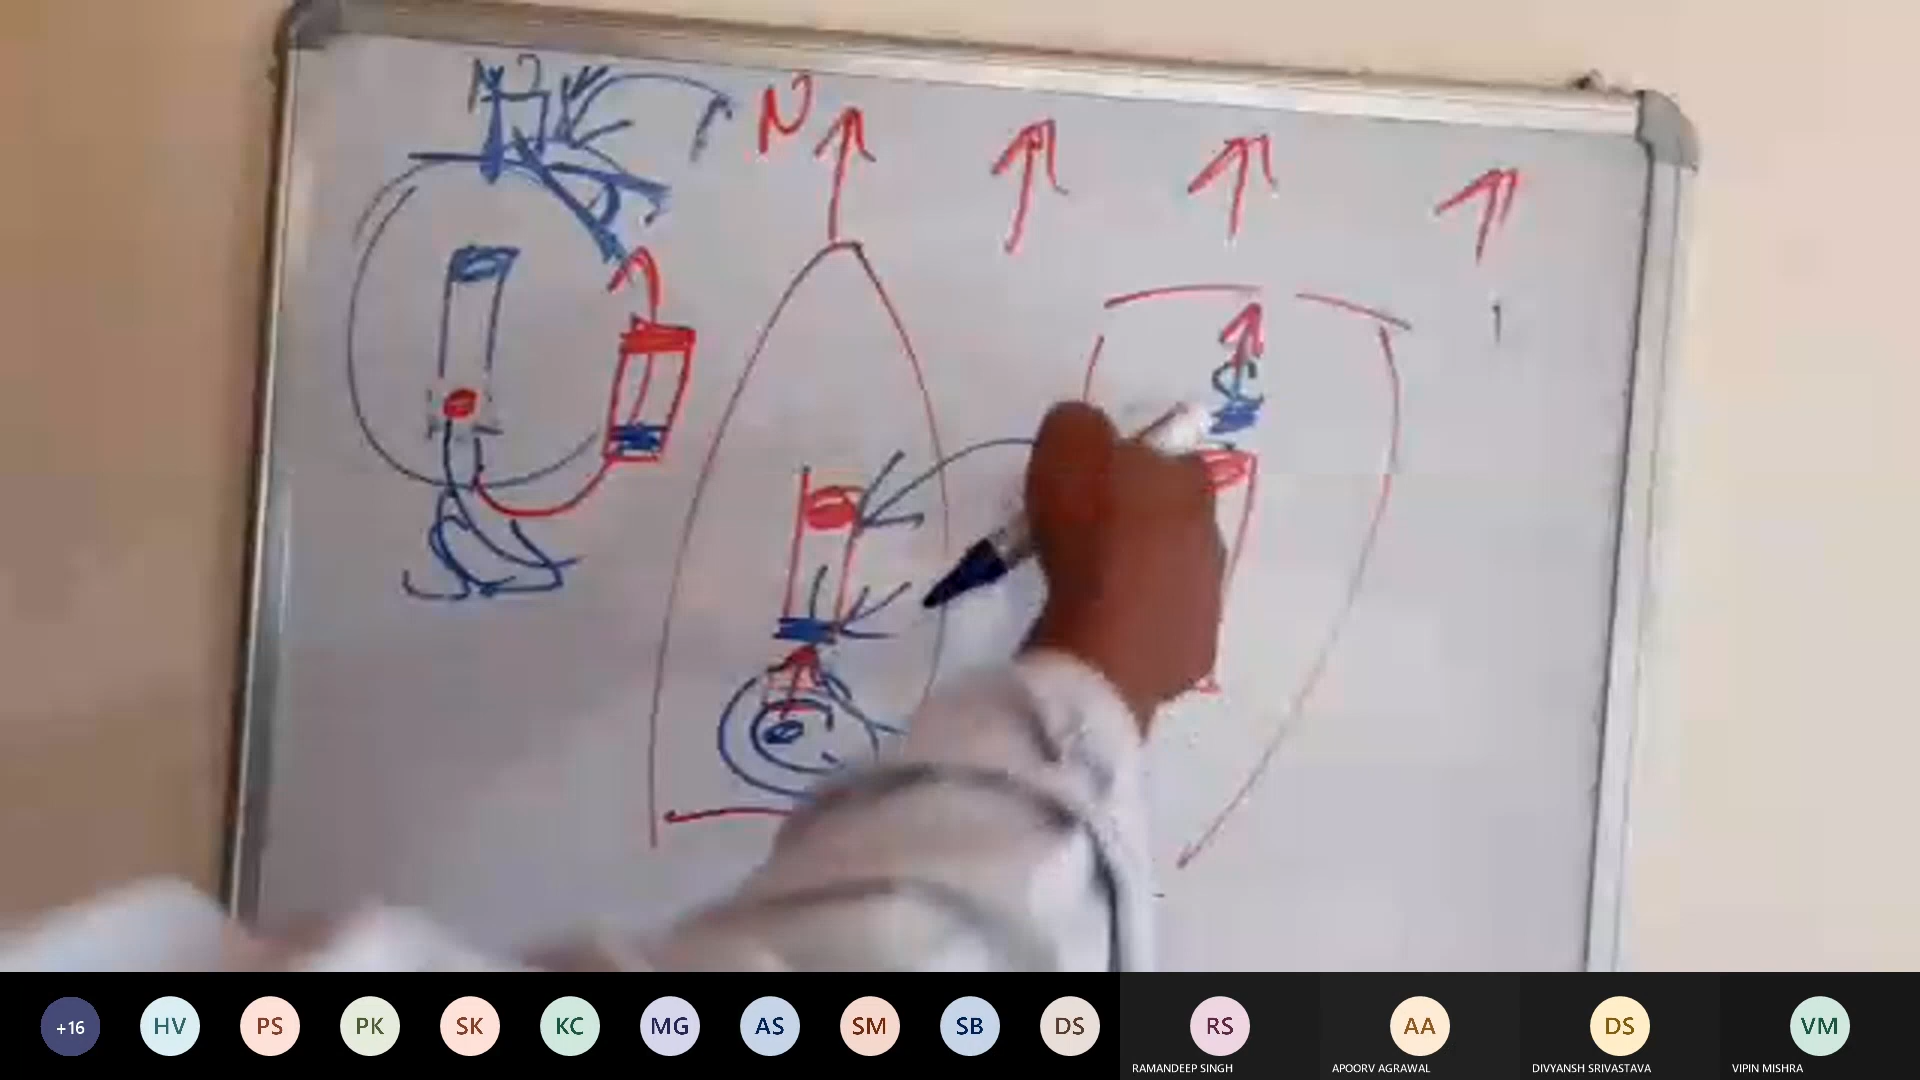 N
S
C
+16
HV
PS
PK
SK
KC
MG
AS
SM
SB
DS
RS
AA
DS
VM
RAMANDEEP SINGH
APOORV AGRAWAL
DIVYANSH SRIVASTAVA
VIPIN MISHRA